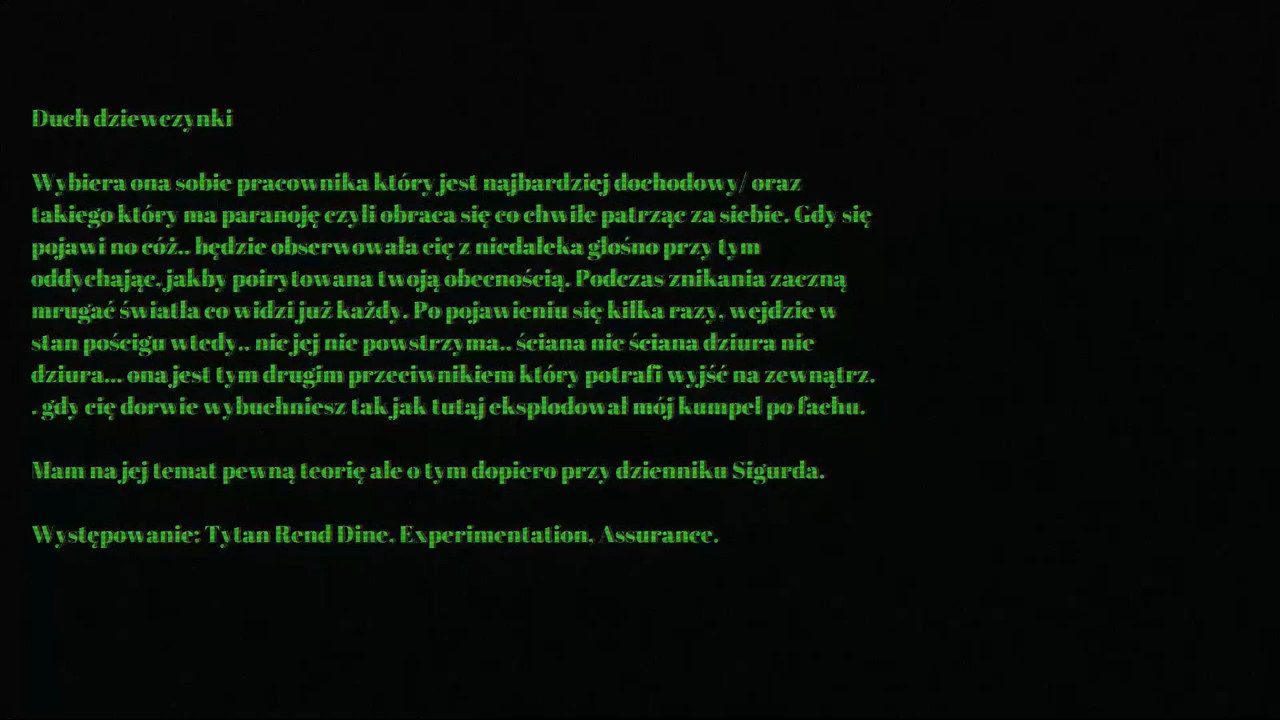 Duch dziewczynki
Wybiera ona sobie pracownika który jest najbardziej dochodowy/ oraz
takiego który ma paranoję czyli obraca się co chwile patrząc za siebie. Gdy się
pojawi no cóż.. będzie obserwowała cię z niedaleka głośno przy tym
oddychając. jakby poirytowana twoją obecnością. Podczas znikania zaczną
mrugać światła co widzi już każdy. Po pojawieniu się kilka razy, wejdzie w
stan pościgu wtedy.. nic jej nie powstrzyma.. ściana nie ściana dziura nie
dziura... ona jest tym drugim przeciwnikiem który potrafi wyjść na zewnątrz.
. gdy cię dorwie wybuchniesz tak jak tutaj eksplodował mój kumpel po fachu.
Mam na jej temat pewną teorię ale o tym dopiero przy dzienniku Sigurda.
Występowanie: Tytan Rend Dine, Experimentation, Assurance.